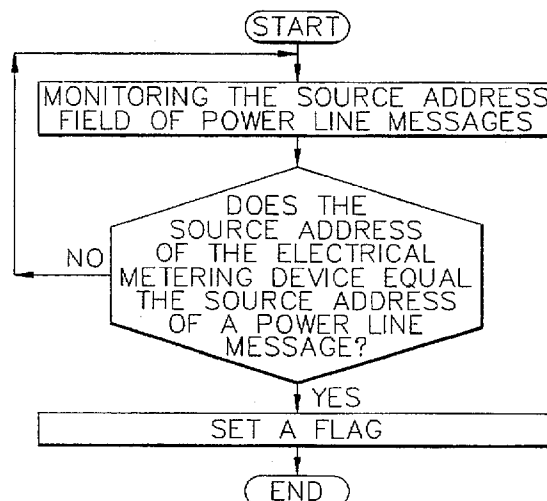 START
MONITORING THE SOURCE ADDRESS
FIELD OF POWER LINE MESSAGES
DOES THE
SOURCE ADDRESS
OF THE ELECTRICAL
METERING DEVICE EQUAL
THE SOURCE ADDRESS
OF A POWER LINE
MESSAGE?
NO
YES
SET A FLAG
END